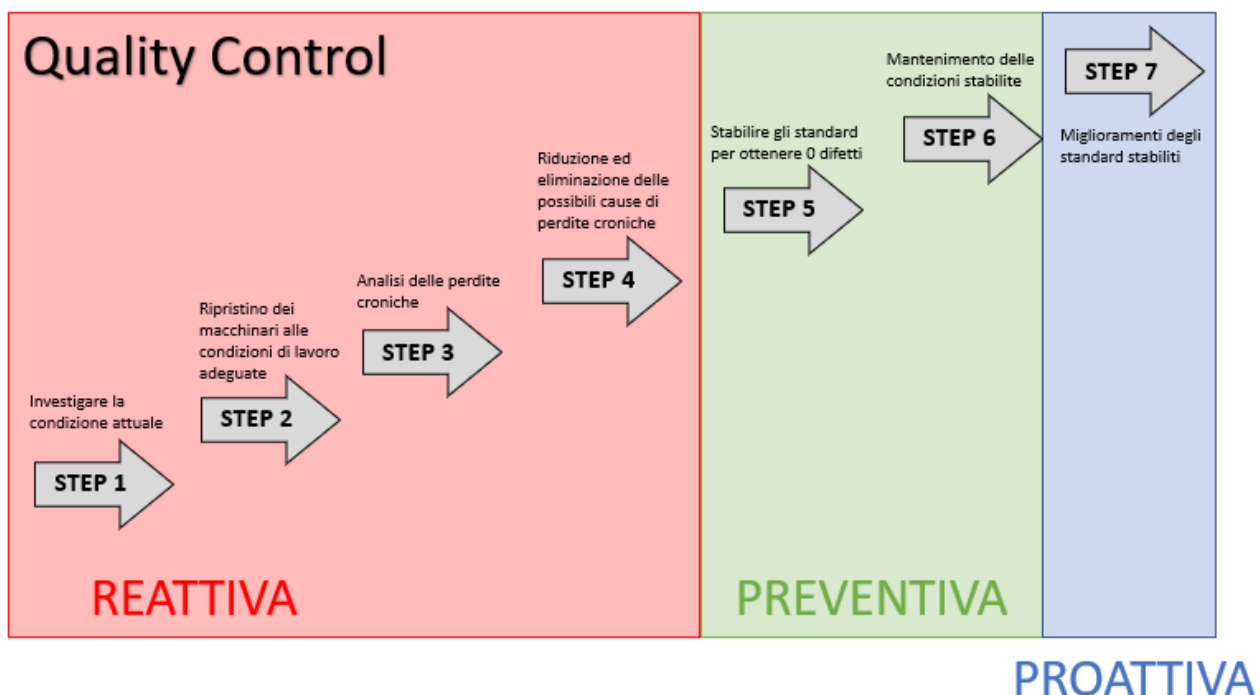 Quality Control
Investigare la
condizione attuale
STEP 1
Ripristino dei
macchinari alle
condizioni di lavoro
adeguate
STEP 2
Analisi delle perdite
croniche
STEP 3
Riduzione ed
eliminazione delle
possibili cause di
perdite croniche
STEP 4
REATTIVA
Stabilire gli standard
per ottenere 0 difetti
STEP 5
Mantenimento delle
condizioni stabilite
STEP 6
PREVENTIVA
STEP 7
Miglioramenti degli
standard stabiliti
PROATTIVA